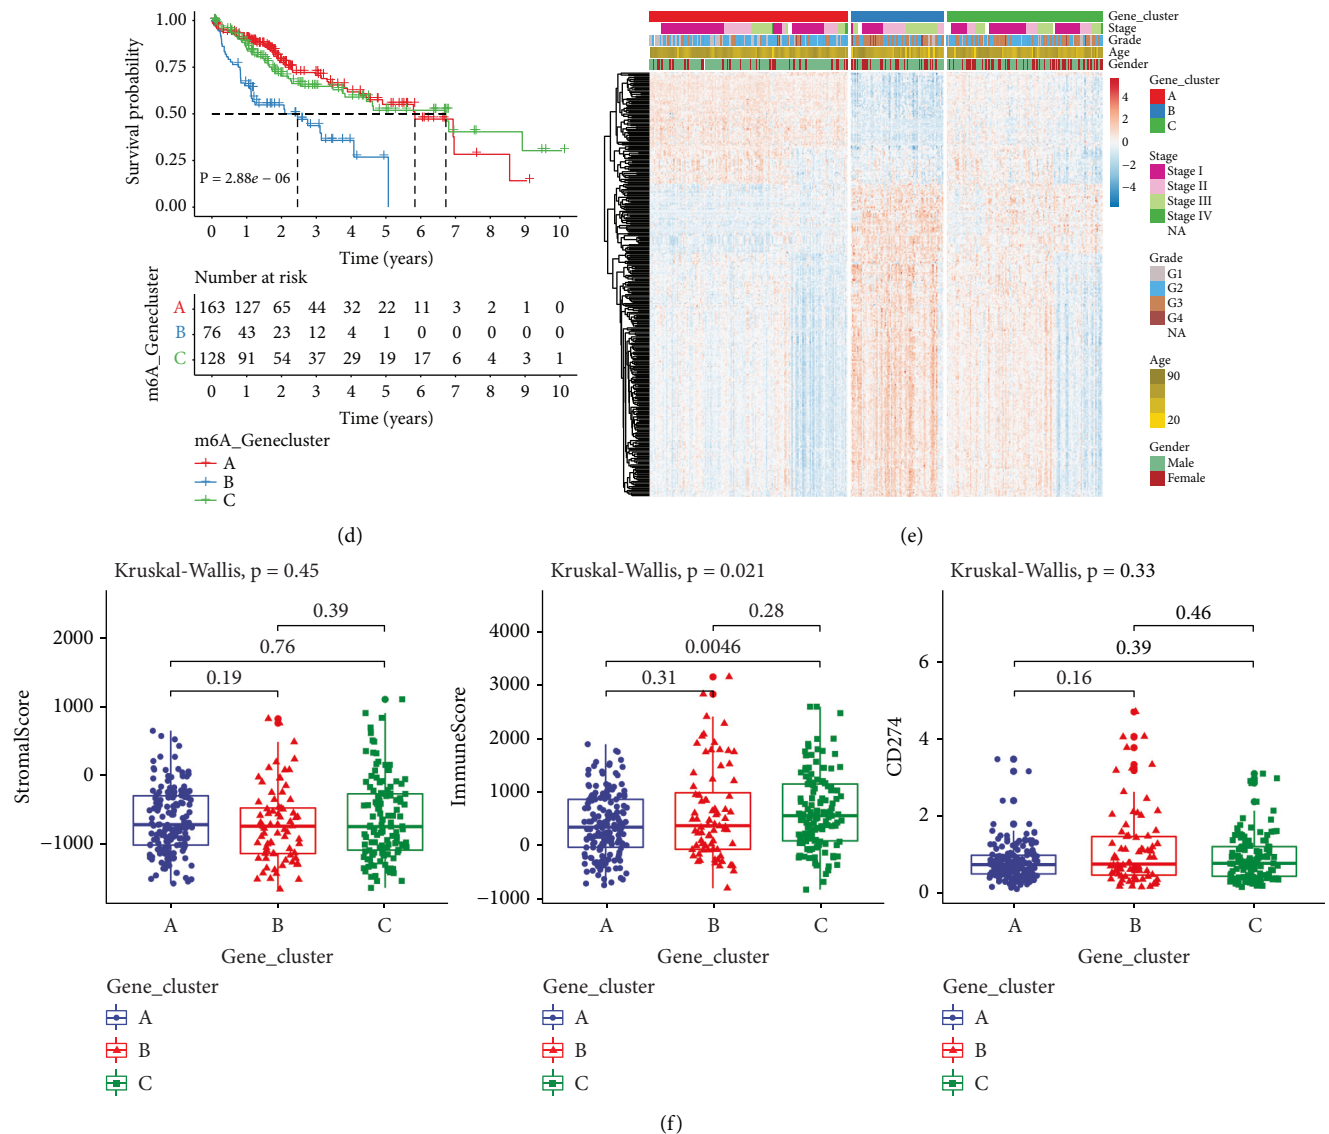 1.00
0.75
0.50
0.25
0.00
Survival probability
P = 2.88e − 06
0 1 2 3 4 5 6 7 8 9 10
Time (years)
Number at risk
m6A_Genecluster
A 163 127 65 44 32 22 11 3 2 1 0
B 76 43 23 12 4 1 0 0 0 0 0
C 128 91 54 37 29 19 17 6 4 3 1
0 1 2 3 4 5 6 7 8 9 10
Time (years)
m6A_Genecluster
A
B
C
(d)
Gene_cluster
Stage
Grade
Age
Gender
4
2
0
−2
−4
Gene_cluster
A
B
C
Stage
Stage I
Stage II
Stage III
Stage IV
NA
Grade
G1
G2
G3
G4
NA
Age
90
20
Gender
Male
Female
(e)
Kruskal-Wallis, p = 0.45
0.39
0.76
0.19
2000
1000
0
−1000
StromalScore
A B C
Gene_cluster
Gene_cluster
A
B
C
Kruskal-Wallis, p = 0.021
0.28
0.0046
0.31
4000
3000
2000
1000
0
−1000
ImmuneScore
A B C
Gene_cluster
Gene_cluster
A
B
C
Kruskal-Wallis, p = 0.33
0.46
0.39
0.16
6
4
2
0
CD274
A B C
Gene_cluster
Gene_cluster
A
B
C
(f)